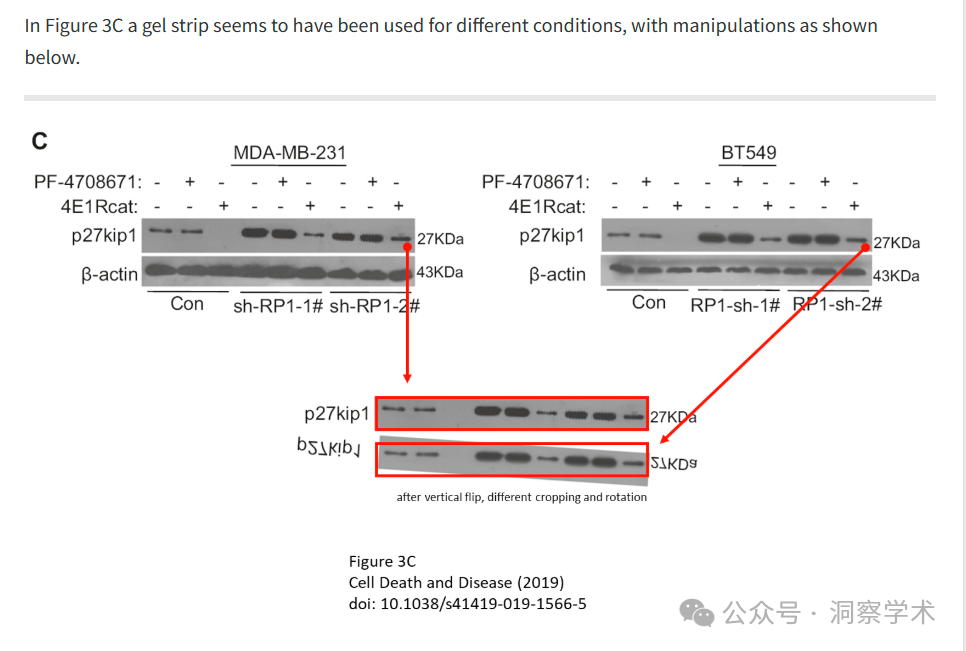 In Figure 3C a gel strip seems to have been used for different conditions, with manipulations as shown
below.
C
MDA-MB-231
PF-4708671: - + - - + - - + -
4E1Rcat: - - + - - + - - +
p27kip1
27KDa
β-actin
43KDa
Con sh-RP1-1# sh-RP1-2#
BT549
PF-4708671: - + - - + - - + -
4E1Rcat: - - + - - + - - +
p27kip1
27KDa
β-actin
43KDa
Con RP1-sh-1# RP1-sh-2#
p27kip1
27KDa
p27kip1
27KDa
after vertical flip, different cropping and rotation
Figure 3C
Cell Death and Disease (2019)
doi: 10.1038/s41419-019-1566-5
公众号 · 洞察学术